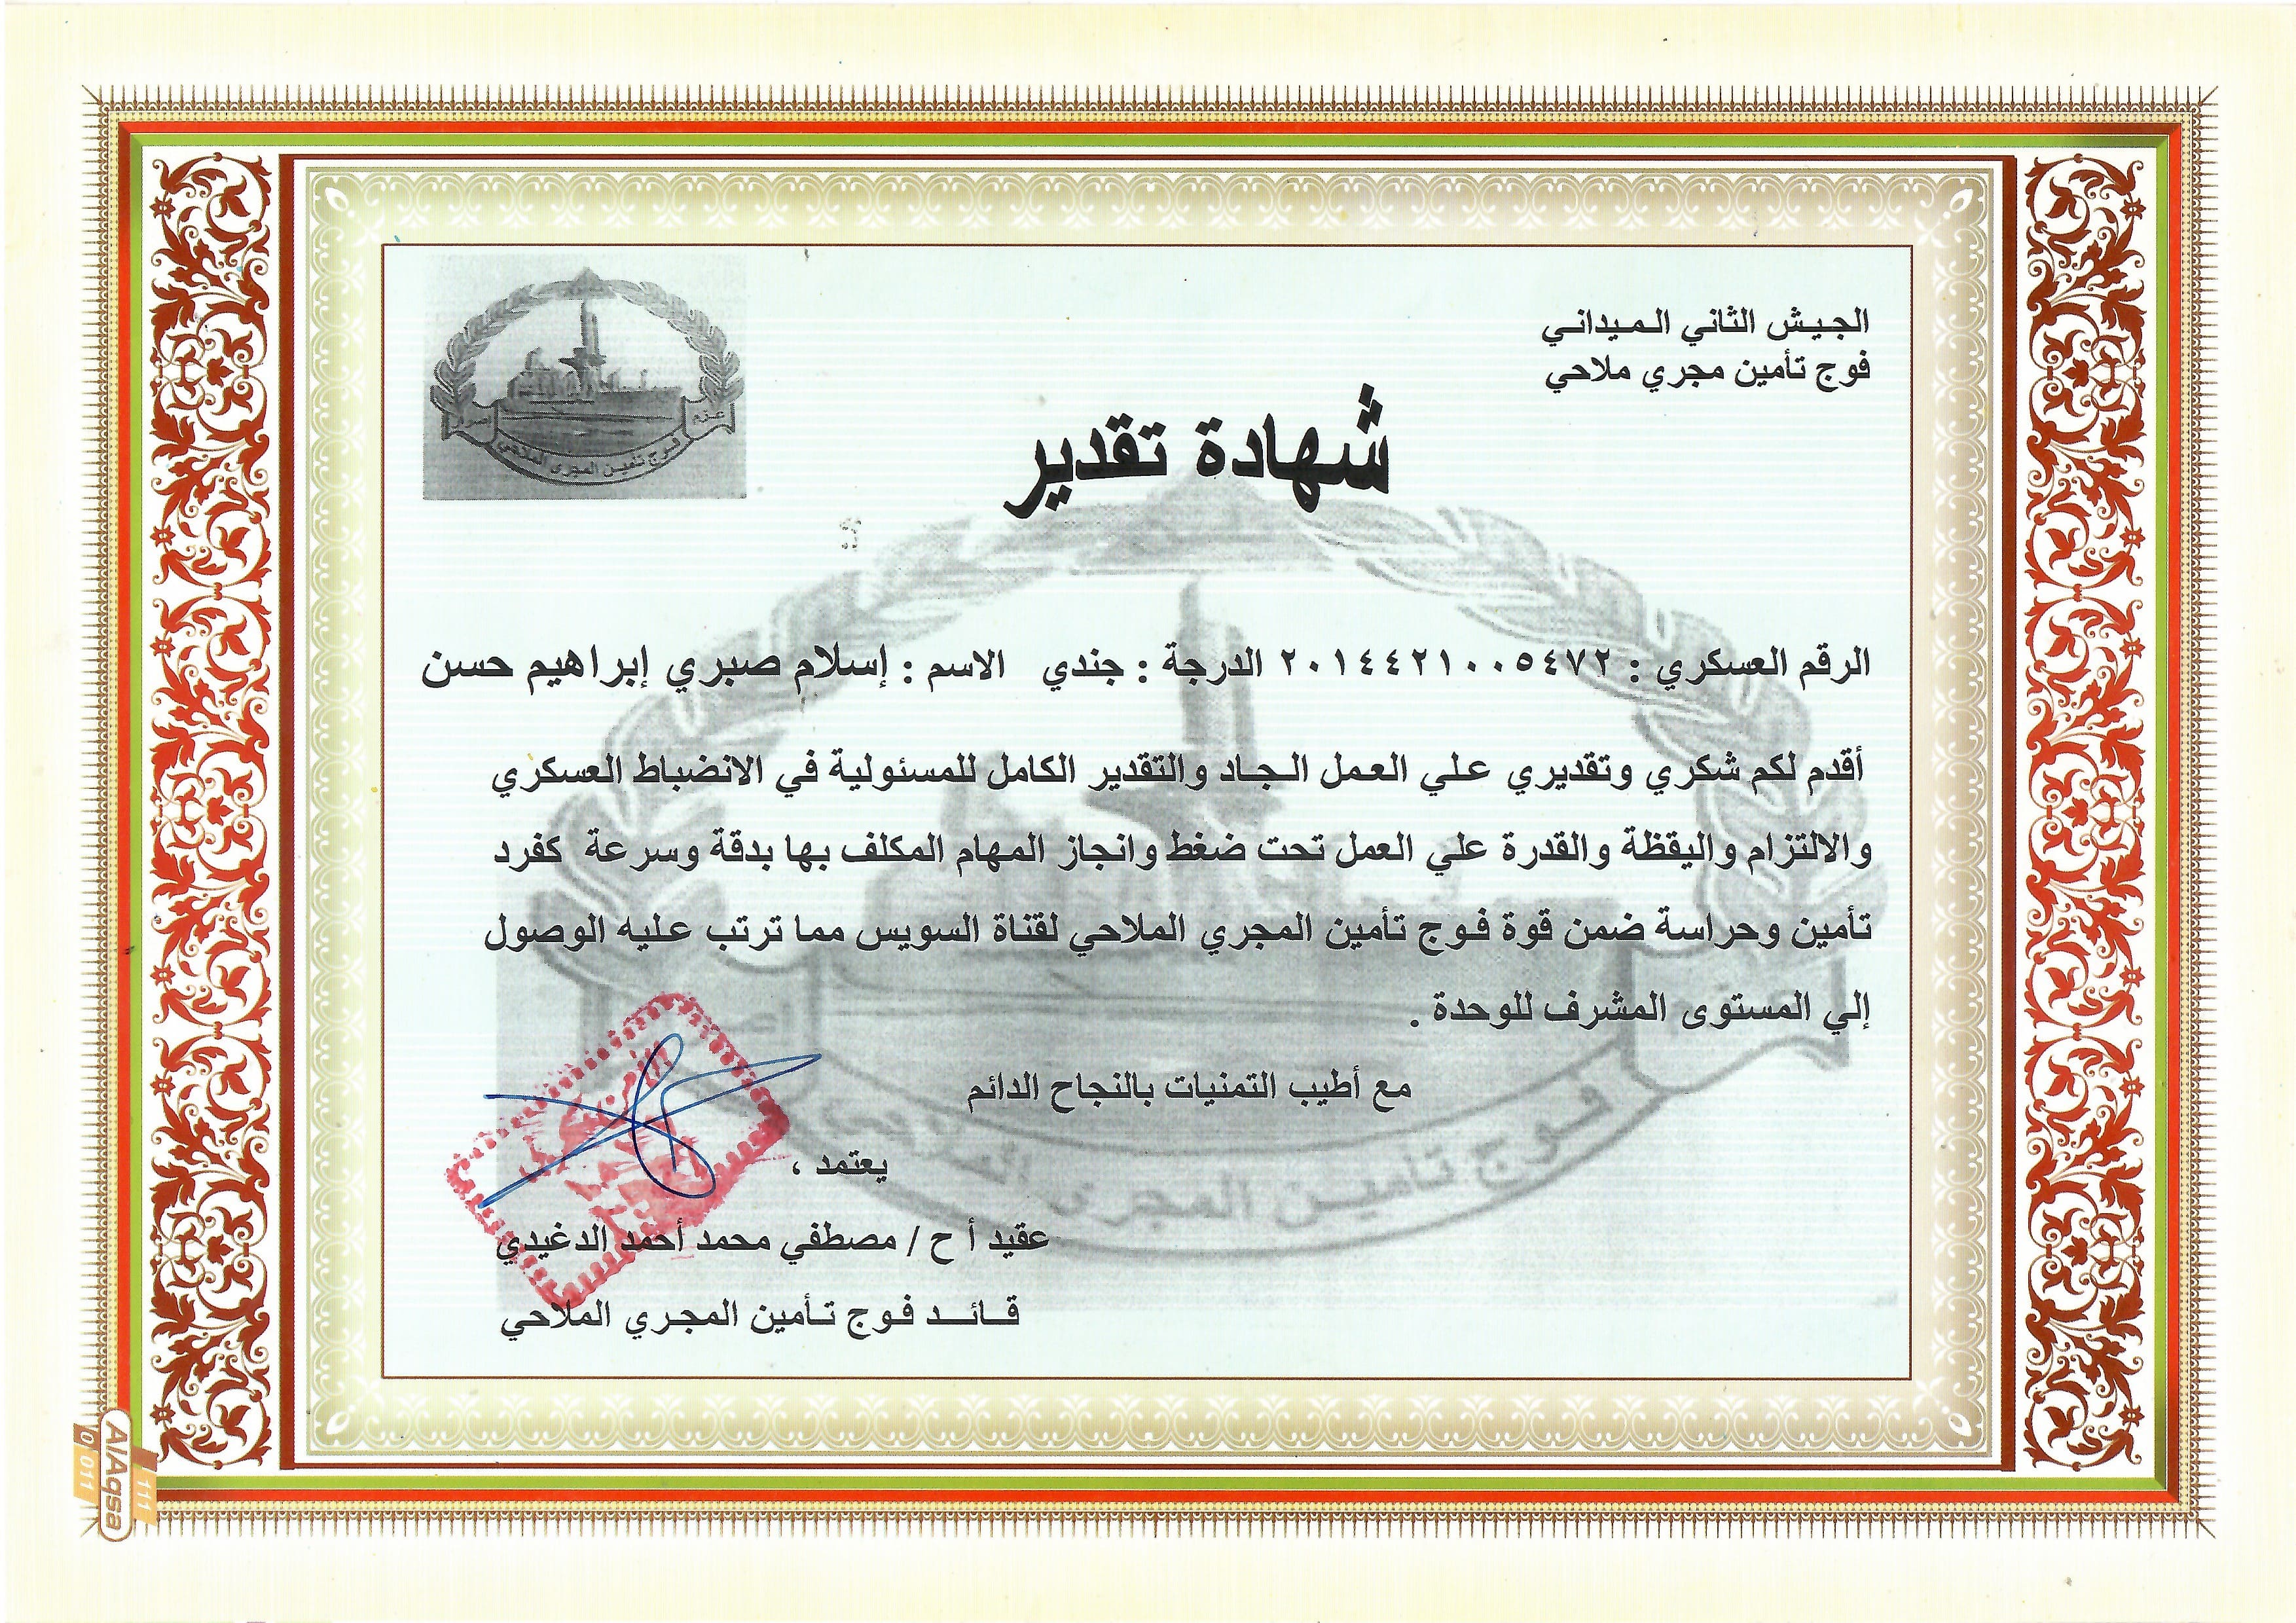 الجيش الثاني الميداني
فوج تأمين مجري ملاحي
عزم
إصرار
فوج تأمين المجرى الملاحي
شهادة تقدير
الرقم العسكري : ٢٠١٤٤٢١٠٠٥٤٧٢ الدرجة : جندي الاسم : إسلام صبري إبراهيم حسن
أقدم لكم شكري وتقديري علي العمل الجاد والتقدير الكامل للمسئولية في الانضباط العسكري
والالتزام واليقظة والقدرة علي العمل تحت ضغط وانجاز المهام المكلف بها بدقة وسرعة كفرد
تأمين وحراسة ضمن قوة فوج تأمين المجري الملاحي لقناة السويس مما ترتب عليه الوصول
إلي المستوى المشرف للوحدة .
مع أطيب التمنيات بالنجاح الدائم
فوج تأمين المجرى
يعتمد ،
عقيد أ ح / مصطفي محمد أحمد الدغيدي
قائد فوج تأمين المجري الملاحي
AlAqsa
111
0 011